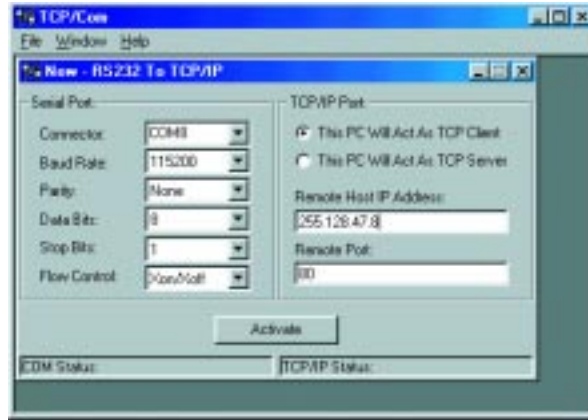 TCP/Com
File Window Help
New - RS232 To TCP/IP
Serial Port
Connector: COM8
Baud Rate: 115200
Parity: None
Data Bits: 8
Stop Bits: 1
Flow Control: Xon/Xoff
TCP/IP Port
This PC Will Act As TCP Client
This PC Will Act As TCP Server
Remote Host IP Address:
255.128.47.8
Remote Port:
80
Activate
COM Status:
TCP/IP Status: